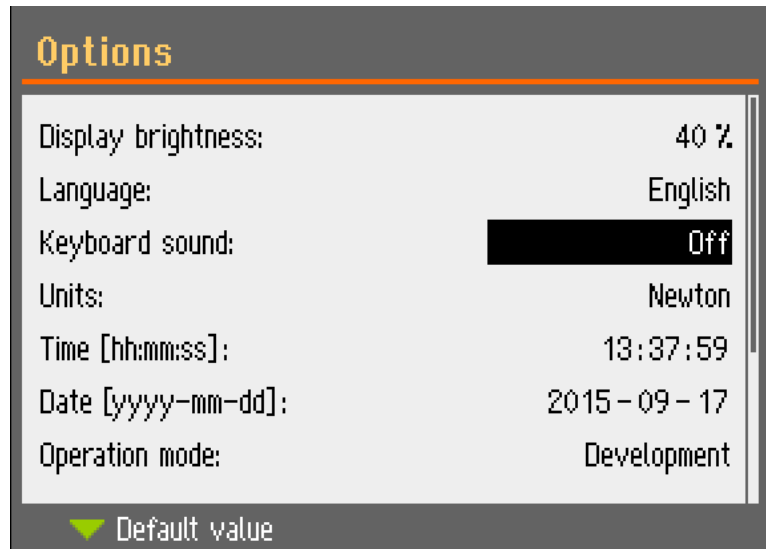 Options
Display brightness: 40 %
Language: English
Keyboard sound: Off
Units: Newton
Time [hh:mm:ss]: 13:37:59
Date [yyyy-mm-dd]: 2015-09-17
Operation mode: Development
Default value